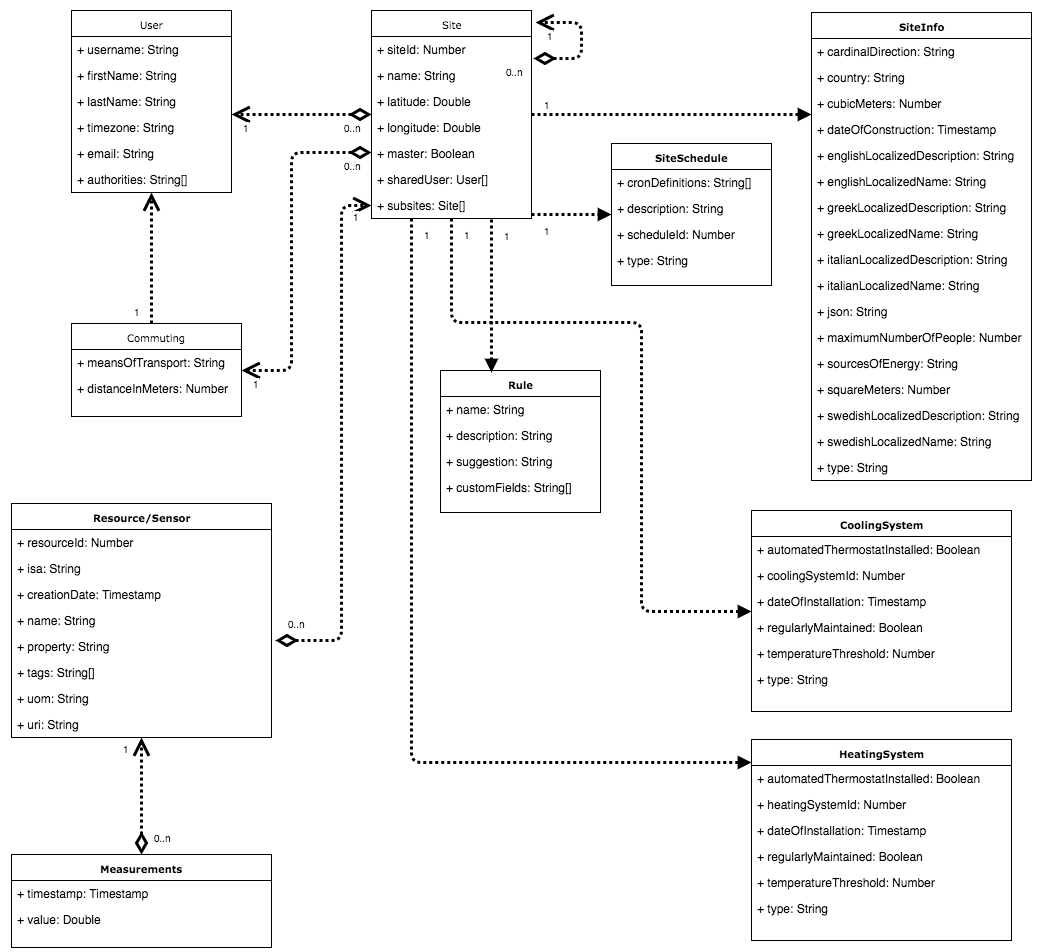 User
+ username: String
+ firstName: String
+ lastName: String
+ timezone: String
+ email: String
+ authorities: String[]
Site
+ siteId: Number
+ name: String
+ latitude: Double
+ longitude: Double
+ master: Boolean
+ sharedUser: User[]
+ subsites: Site[]
1
0..n
1
0..n
0..n
1
1
1
1
1
1
1
SiteInfo
+ cardinalDirection: String
+ country: String
+ cubicMeters: Number
+ dateOfConstruction: Timestamp
+ englishLocalizedDescription: String
+ englishLocalizedName: String
+ greekLocalizedDescription: String
+ greekLocalizedName: String
+ italianLocalizedDescription: String
+ italianLocalizedName: String
+ json: String
+ maximumNumberOfPeople: Number
+ sourcesOfEnergy: String
+ squareMeters: Number
+ swedishLocalizedDescription: String
+ swedishLocalizedName: String
+ type: String
SiteSchedule
+ cronDefinitions: String[]
+ description: String
+ scheduleId: Number
+ type: String
1
Commuting
+ meansOfTransport: String
+ distanceInMeters: Number
Rule
+ name: String
+ description: String
+ suggestion: String
+ customFields: String[]
Resource/Sensor
+ resourceId: Number
+ isa: String
+ creationDate: Timestamp
+ name: String
+ property: String
+ tags: String[]
+ uom: String
+ uri: String
0..n
CoolingSystem
+ automatedThermostatInstalled: Boolean
+ coolingSystemId: Number
+ dateOfInstallation: Timestamp
+ regularlyMaintained: Boolean
+ temperatureThreshold: Number
+ type: String
HeatingSystem
+ automatedThermostatInstalled: Boolean
+ heatingSystemId: Number
+ dateOfInstallation: Timestamp
+ regularlyMaintained: Boolean
+ temperatureThreshold: Number
+ type: String
1
0..n
Measurements
+ timestamp: Timestamp
+ value: Double